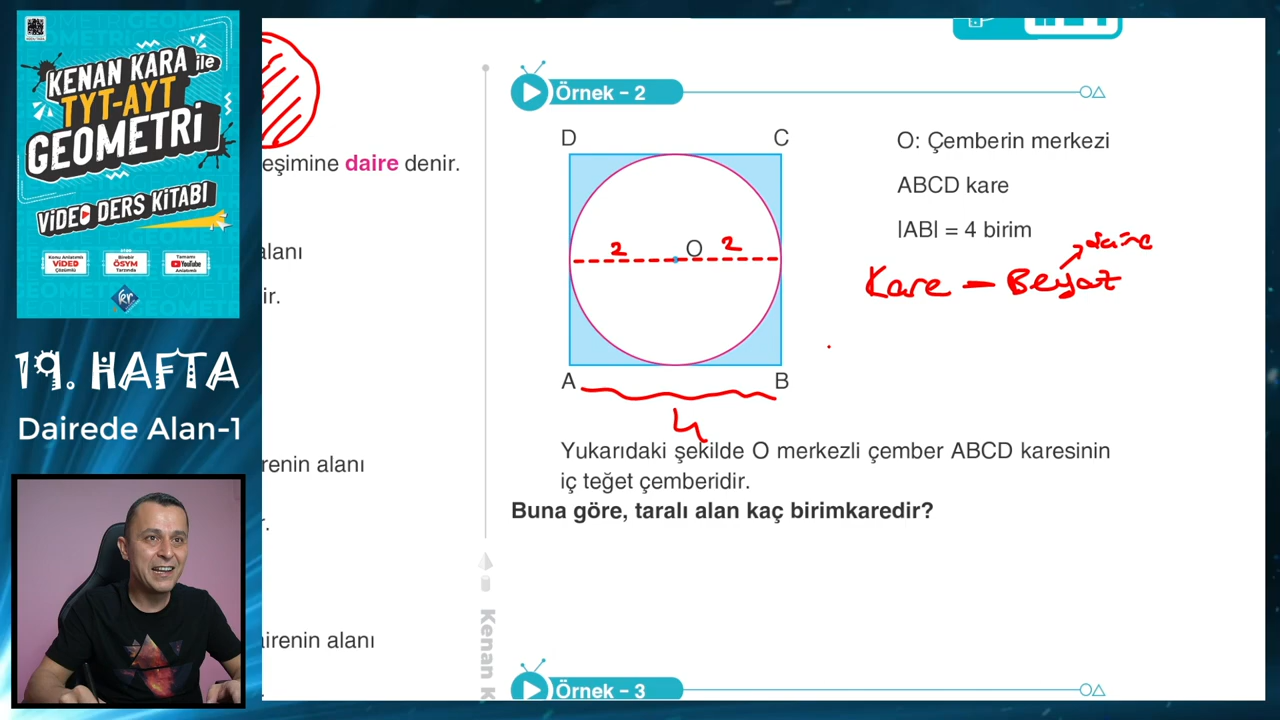 KENAN KARA ile
TYT-AYT
GEOMETRİ
VİDEO DERS KİTABI
Konu Anlatımlı
VİDEO
Çözümlü
Birebir
ÖSYM
Tarzında
Tamamı
YouTube
Anlatımlı
19. HAFTA
Dairede Alan-1
eşimine daire denir.
alanı
ir.
renin alanı
r.
airenin alanı
Kenan K
Örnek - 2
D
C
O: Çemberin merkezi
ABCD kare
|AB| = 4 birim
2
O
2
daire
Kare - Beyaz
A
B
4
Yukarıdaki şekilde O merkezli çember ABCD karesinin
iç teğet çemberidir.
Buna göre, taralı alan kaç birimkaredir?
Örnek - 3